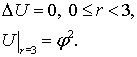 ΔU = 0, 0 ≤ r < 3,
U|_{r=3} = φ².